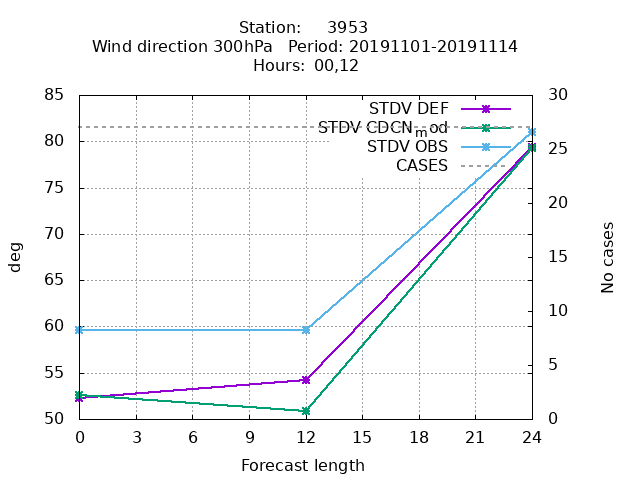 Station: 3953
Wind direction 300hPa Period: 20191101-20191114
Hours: 00,12
85
80
75
70
65
60
55
50
30
25
20
15
10
5
0
STDV DEF
STDV CDCNmod
STDV OBS
CASES
deg
No cases
0 3 6 9 12 15 18 21 24
Forecast length